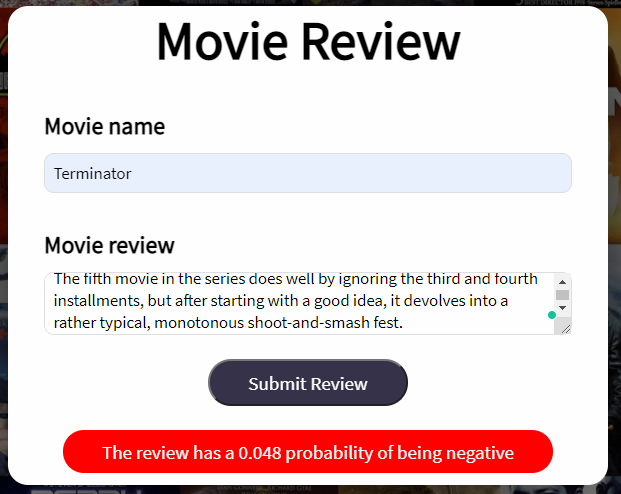 Movie Review
Movie name
Terminator
Movie review
The fifth movie in the series does well by ignoring the third and fourth
installments, but after starting with a good idea, it devolves into a
rather typical, monotonous shoot-and-smash fest.
Submit Review
The review has a 0.048 probability of being negative